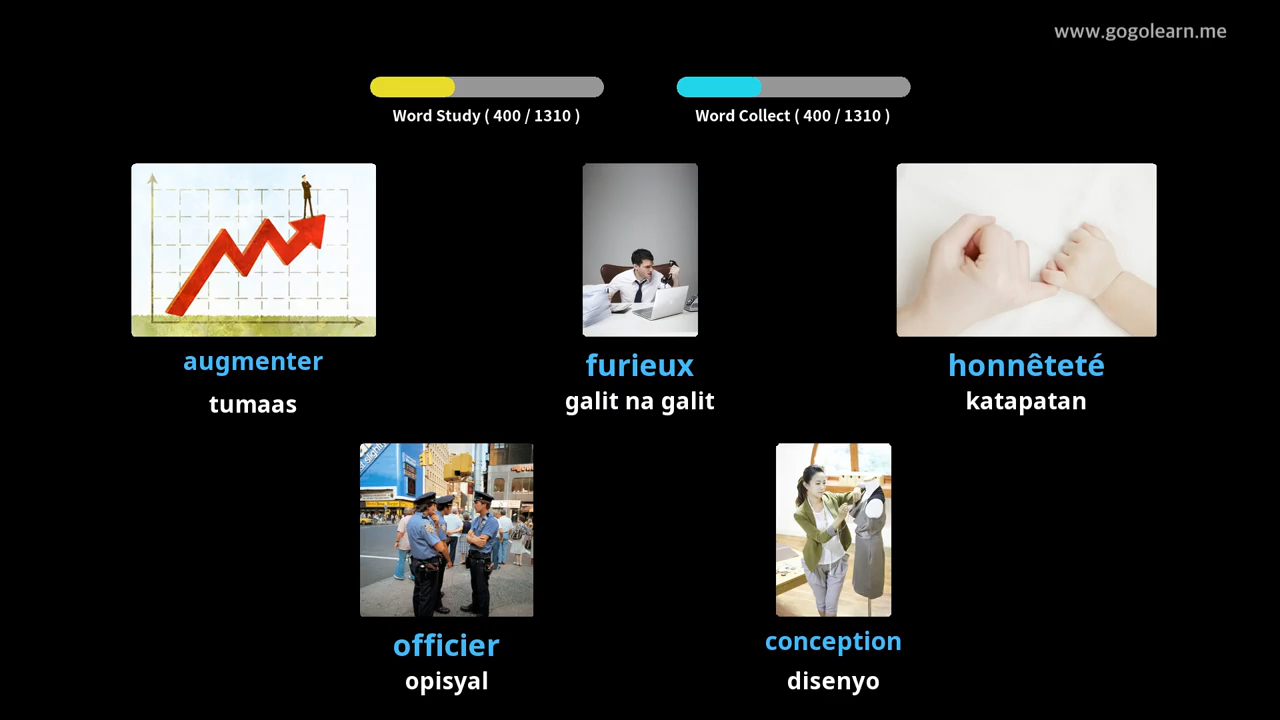 www.gogolearn.me
Word Study ( 400 / 1310 )
Word Collect ( 400 / 1310 )
augmenter
tumaas
furieux
galit na galit
honnêteté
katapatan
officier
opisyal
conception
disenyo